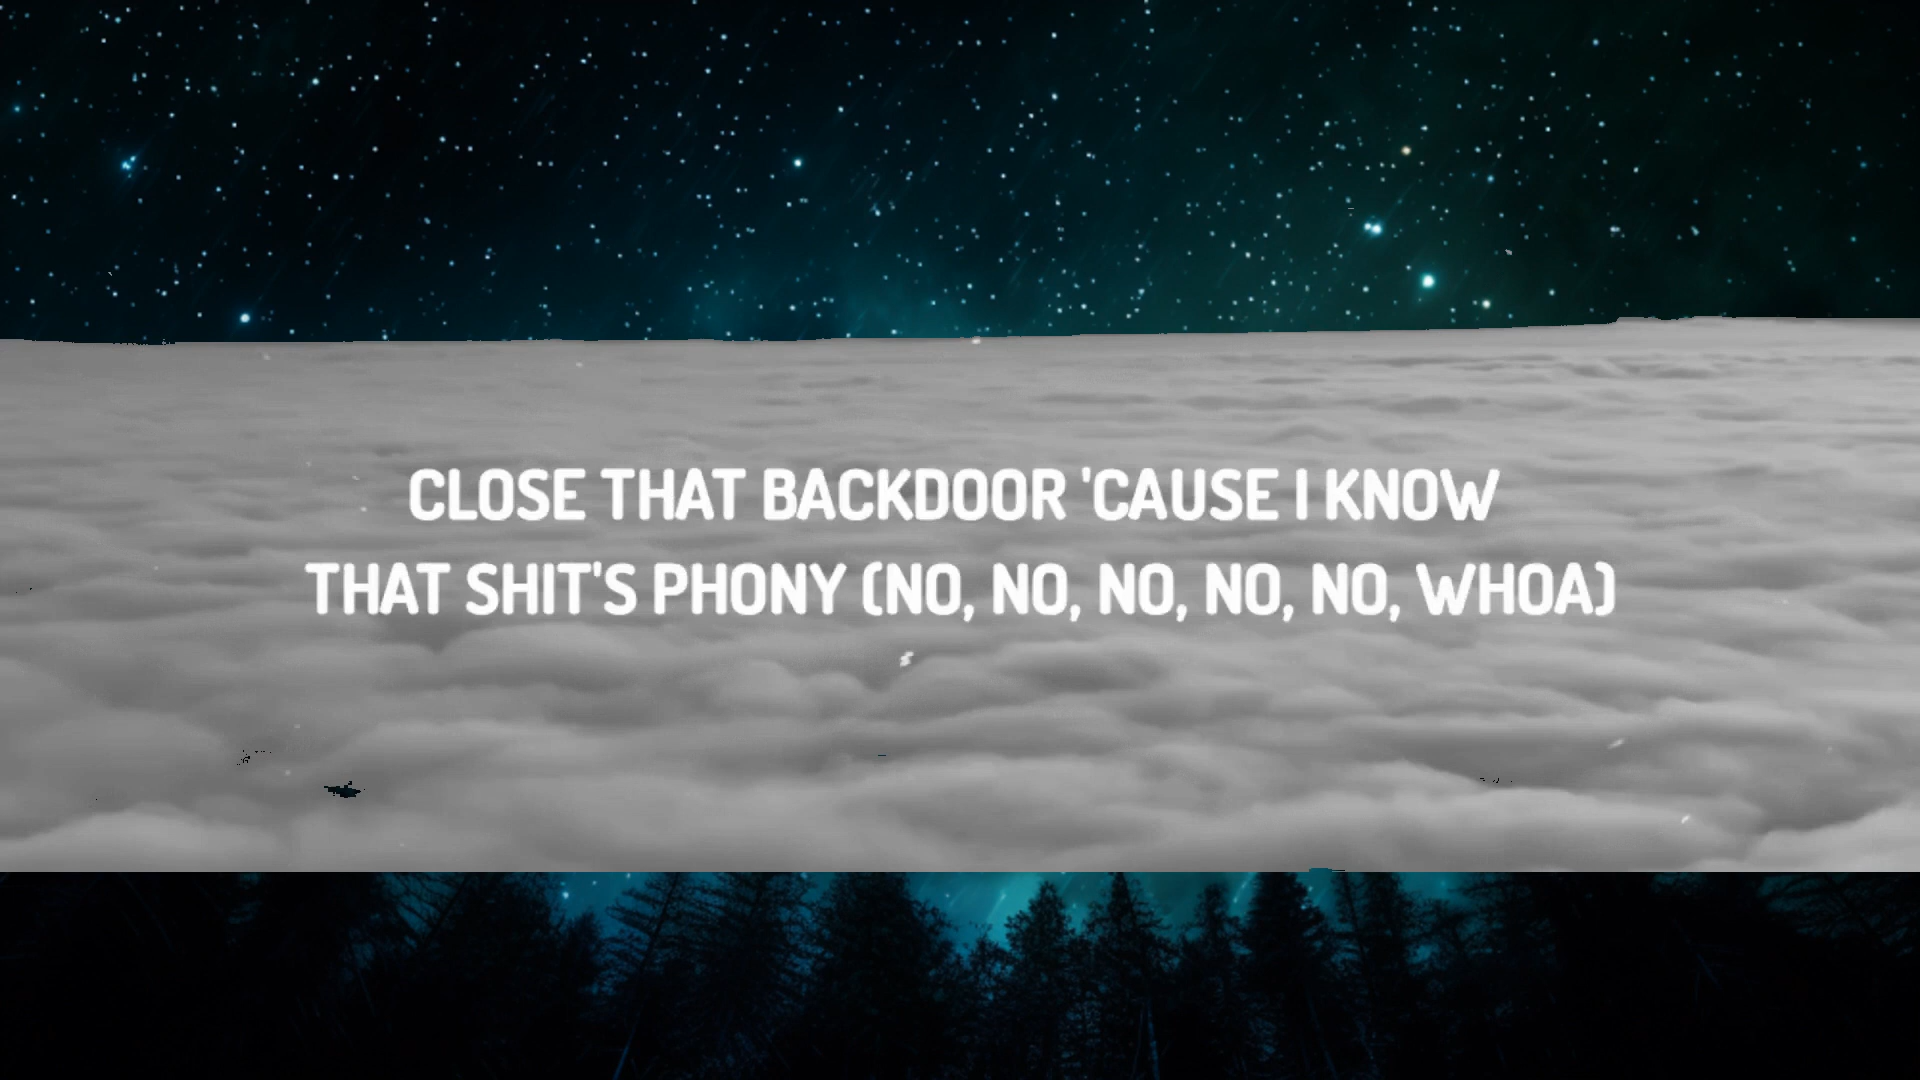 CLOSE THAT BACKDOOR 'CAUSE I KNOW
THAT SHIT'S PHONY (NO, NO, NO, NO, NO, WHOA)